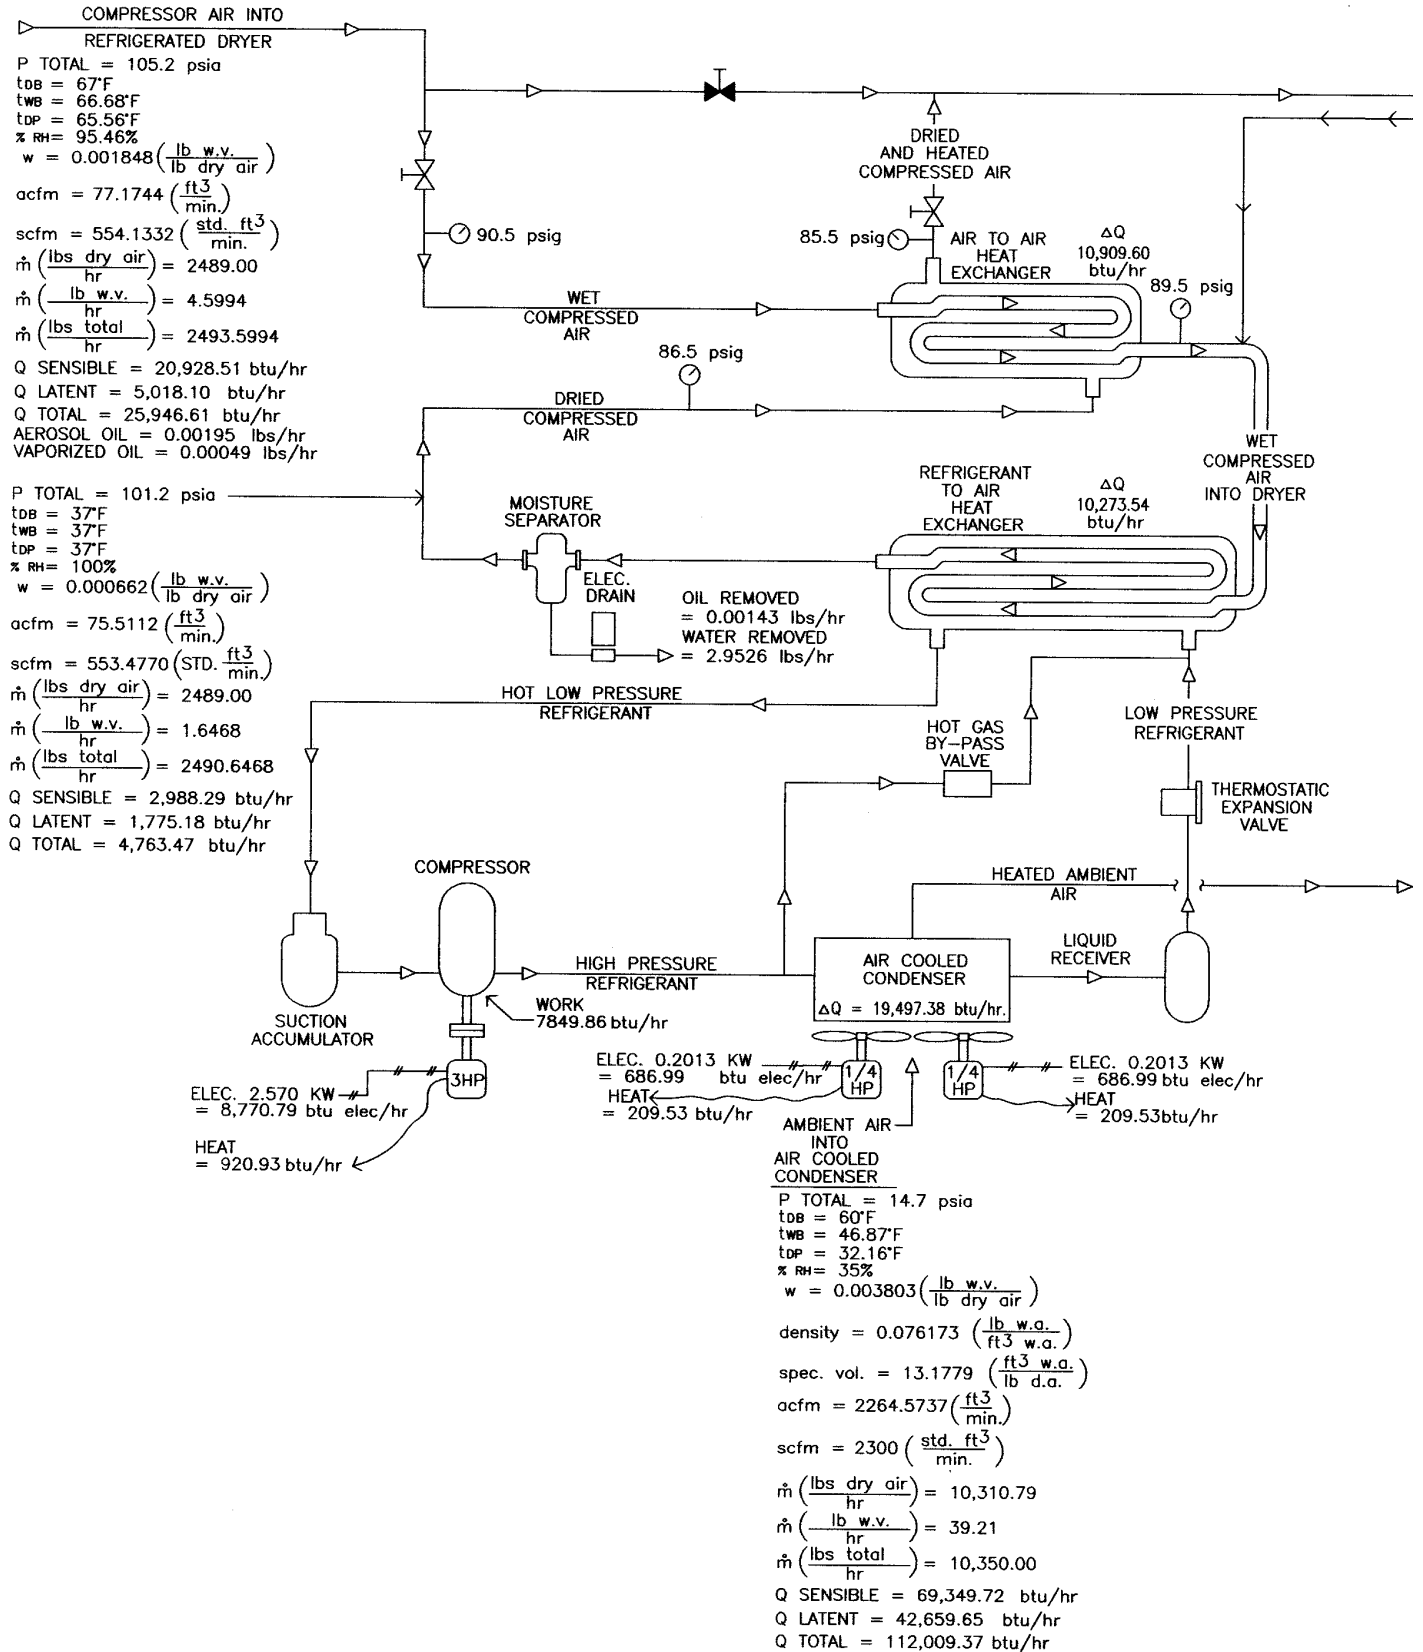 COMPRESSOR AIR INTO
REFRIGERATED DRYER
P TOTAL = 105.2 psia
tDB = 67°F
tWB = 66.68°F
tDP = 65.56°F
% RH= 95.46%
w = 0.001848 (lb w.v. / lb dry air)
acfm = 77.1744 (ft3 / min.)
scfm = 554.1332 (std. ft3 / min.)
ṁ (lbs dry air / hr) = 2489.00
ṁ (lb w.v. / hr) = 4.5994
ṁ (lbs total / hr) = 2493.5994
Q SENSIBLE = 20,928.51 btu/hr
Q LATENT = 5,018.10 btu/hr
Q TOTAL = 25,946.61 btu/hr
AEROSOL OIL = 0.00195 lbs/hr
VAPORIZED OIL = 0.00049 lbs/hr
90.5 psig
DRIED
AND HEATED
COMPRESSED AIR
85.5 psig
AIR TO AIR
HEAT
EXCHANGER
ΔQ
10,909.60
btu/hr
89.5 psig
WET
COMPRESSED
AIR
86.5 psig
DRIED
COMPRESSED
AIR
WET
COMPRESSED
AIR
INTO DRYER
P TOTAL = 101.2 psia
tDB = 37°F
tWB = 37°F
tDP = 37°F
% RH= 100%
w = 0.000662 (lb w.v. / lb dry air)
acfm = 75.5112 (ft3 / min.)
scfm = 553.4770 (STD. ft3 / min.)
ṁ (lbs dry air / hr) = 2489.00
ṁ (lb w.v. / hr) = 1.6468
ṁ (lbs total / hr) = 2490.6468
Q SENSIBLE = 2,988.29 btu/hr
Q LATENT = 1,775.18 btu/hr
Q TOTAL = 4,763.47 btu/hr
MOISTURE
SEPARATOR
ELEC.
DRAIN
OIL REMOVED
= 0.00143 lbs/hr
WATER REMOVED
= 2.9526 lbs/hr
REFRIGERANT
TO AIR
HEAT
EXCHANGER
ΔQ
10,273.54
btu/hr
HOT LOW PRESSURE
REFRIGERANT
HOT GAS
BY-PASS
VALVE
LOW PRESSURE
REFRIGERANT
THERMOSTATIC
EXPANSION
VALVE
COMPRESSOR
HEATED AMBIENT
AIR
SUCTION
ACCUMULATOR
HIGH PRESSURE
REFRIGERANT
WORK
7849.86 btu/hr
AIR COOLED
CONDENSER
ΔQ = 19,497.38 btu/hr.
LIQUID
RECEIVER
3HP
ELEC. 2.570 KW
= 8,770.79 btu elec/hr
HEAT
= 920.93 btu/hr
ELEC. 0.2013 KW
= 686.99 btu elec/hr
HEAT
= 209.53 btu/hr
1/4
HP
1/4
HP
ELEC. 0.2013 KW
= 686.99 btu elec/hr
HEAT
= 209.53btu/hr
AMBIENT AIR
INTO
AIR COOLED
CONDENSER
P TOTAL = 14.7 psia
tDB = 60°F
tWB = 46.87°F
tDP = 32.16°F
% RH= 35%
w = 0.003803 (lb w.v. / lb dry air)
density = 0.076173 (lb w.a. / ft3 w.a.)
spec. vol. = 13.1779 (ft3 w.a. / lb d.a.)
acfm = 2264.5737 (ft3 / min.)
scfm = 2300 (std. ft3 / min.)
ṁ (lbs dry air / hr) = 10,310.79
ṁ (lb w.v. / hr) = 39.21
ṁ (lbs total / hr) = 10,350.00
Q SENSIBLE = 69,349.72 btu/hr
Q LATENT = 42,659.65 btu/hr
Q TOTAL = 112,009.37 btu/hr